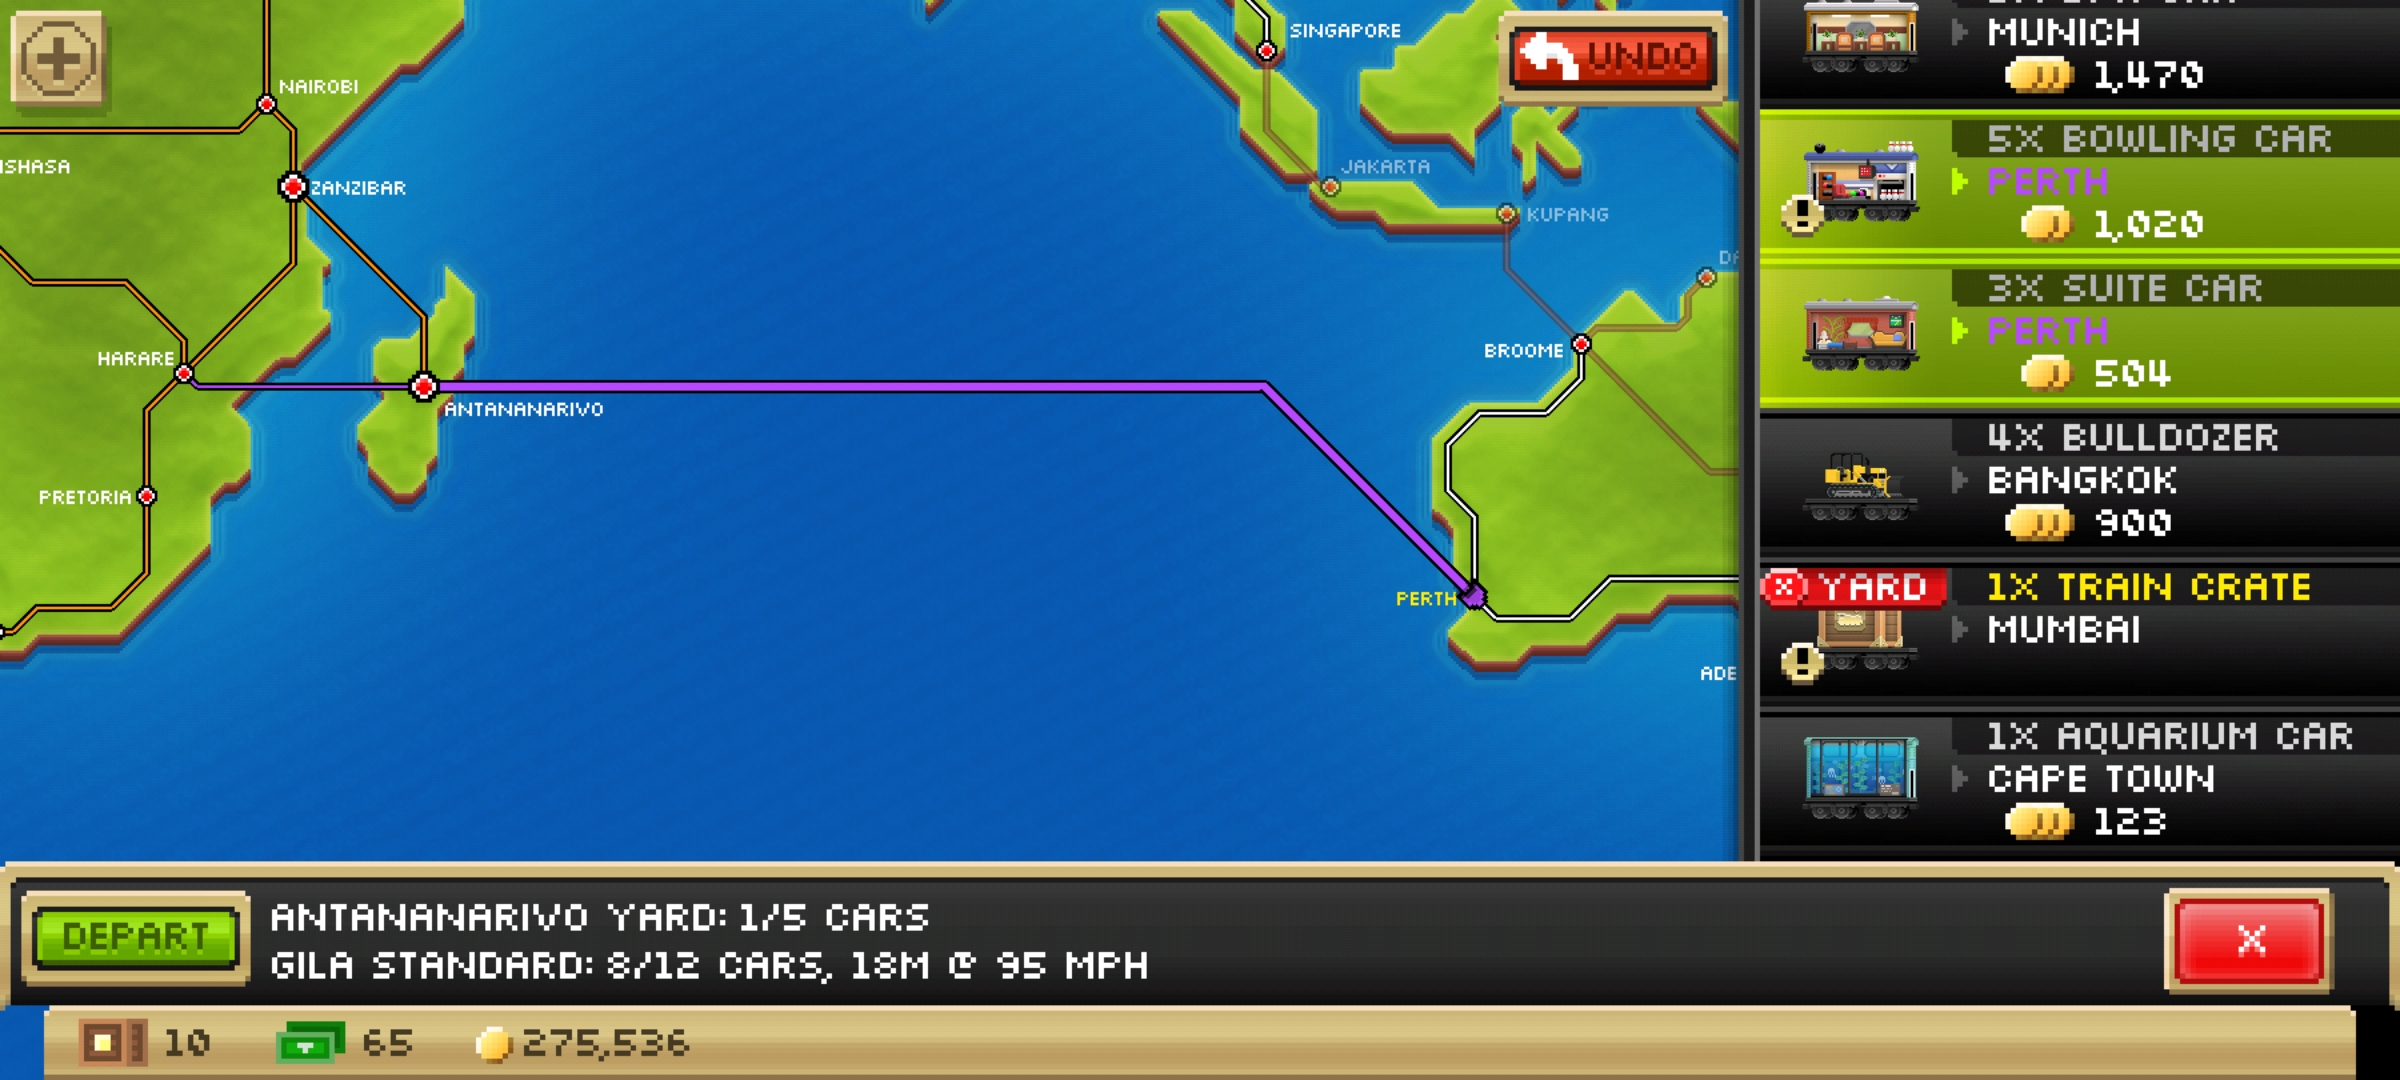 SINGAPORE
UNDO
NAIROBI
JAKARTA
ISHASA
ZANZIBAR
KUPANG
DA
HARARE
BROOME
ANTANANARIVO
PRETORIA
PERTH
ADE
MUNICH
1,470
5X BOWLING CAR
PERTH
1,020
3X SUITE CAR
PERTH
504
4X BULLDOZER
BANGKOK
900
YARD
1X TRAIN CRATE
MUMBAI
1X AQUARIUM CAR
CAPE TOWN
123
DEPART
ANTANANARIVO YARD: 1/5 CARS
GILA STANDARD: 8/12 CARS, 18M @ 95 MPH
X
10
65
275,536